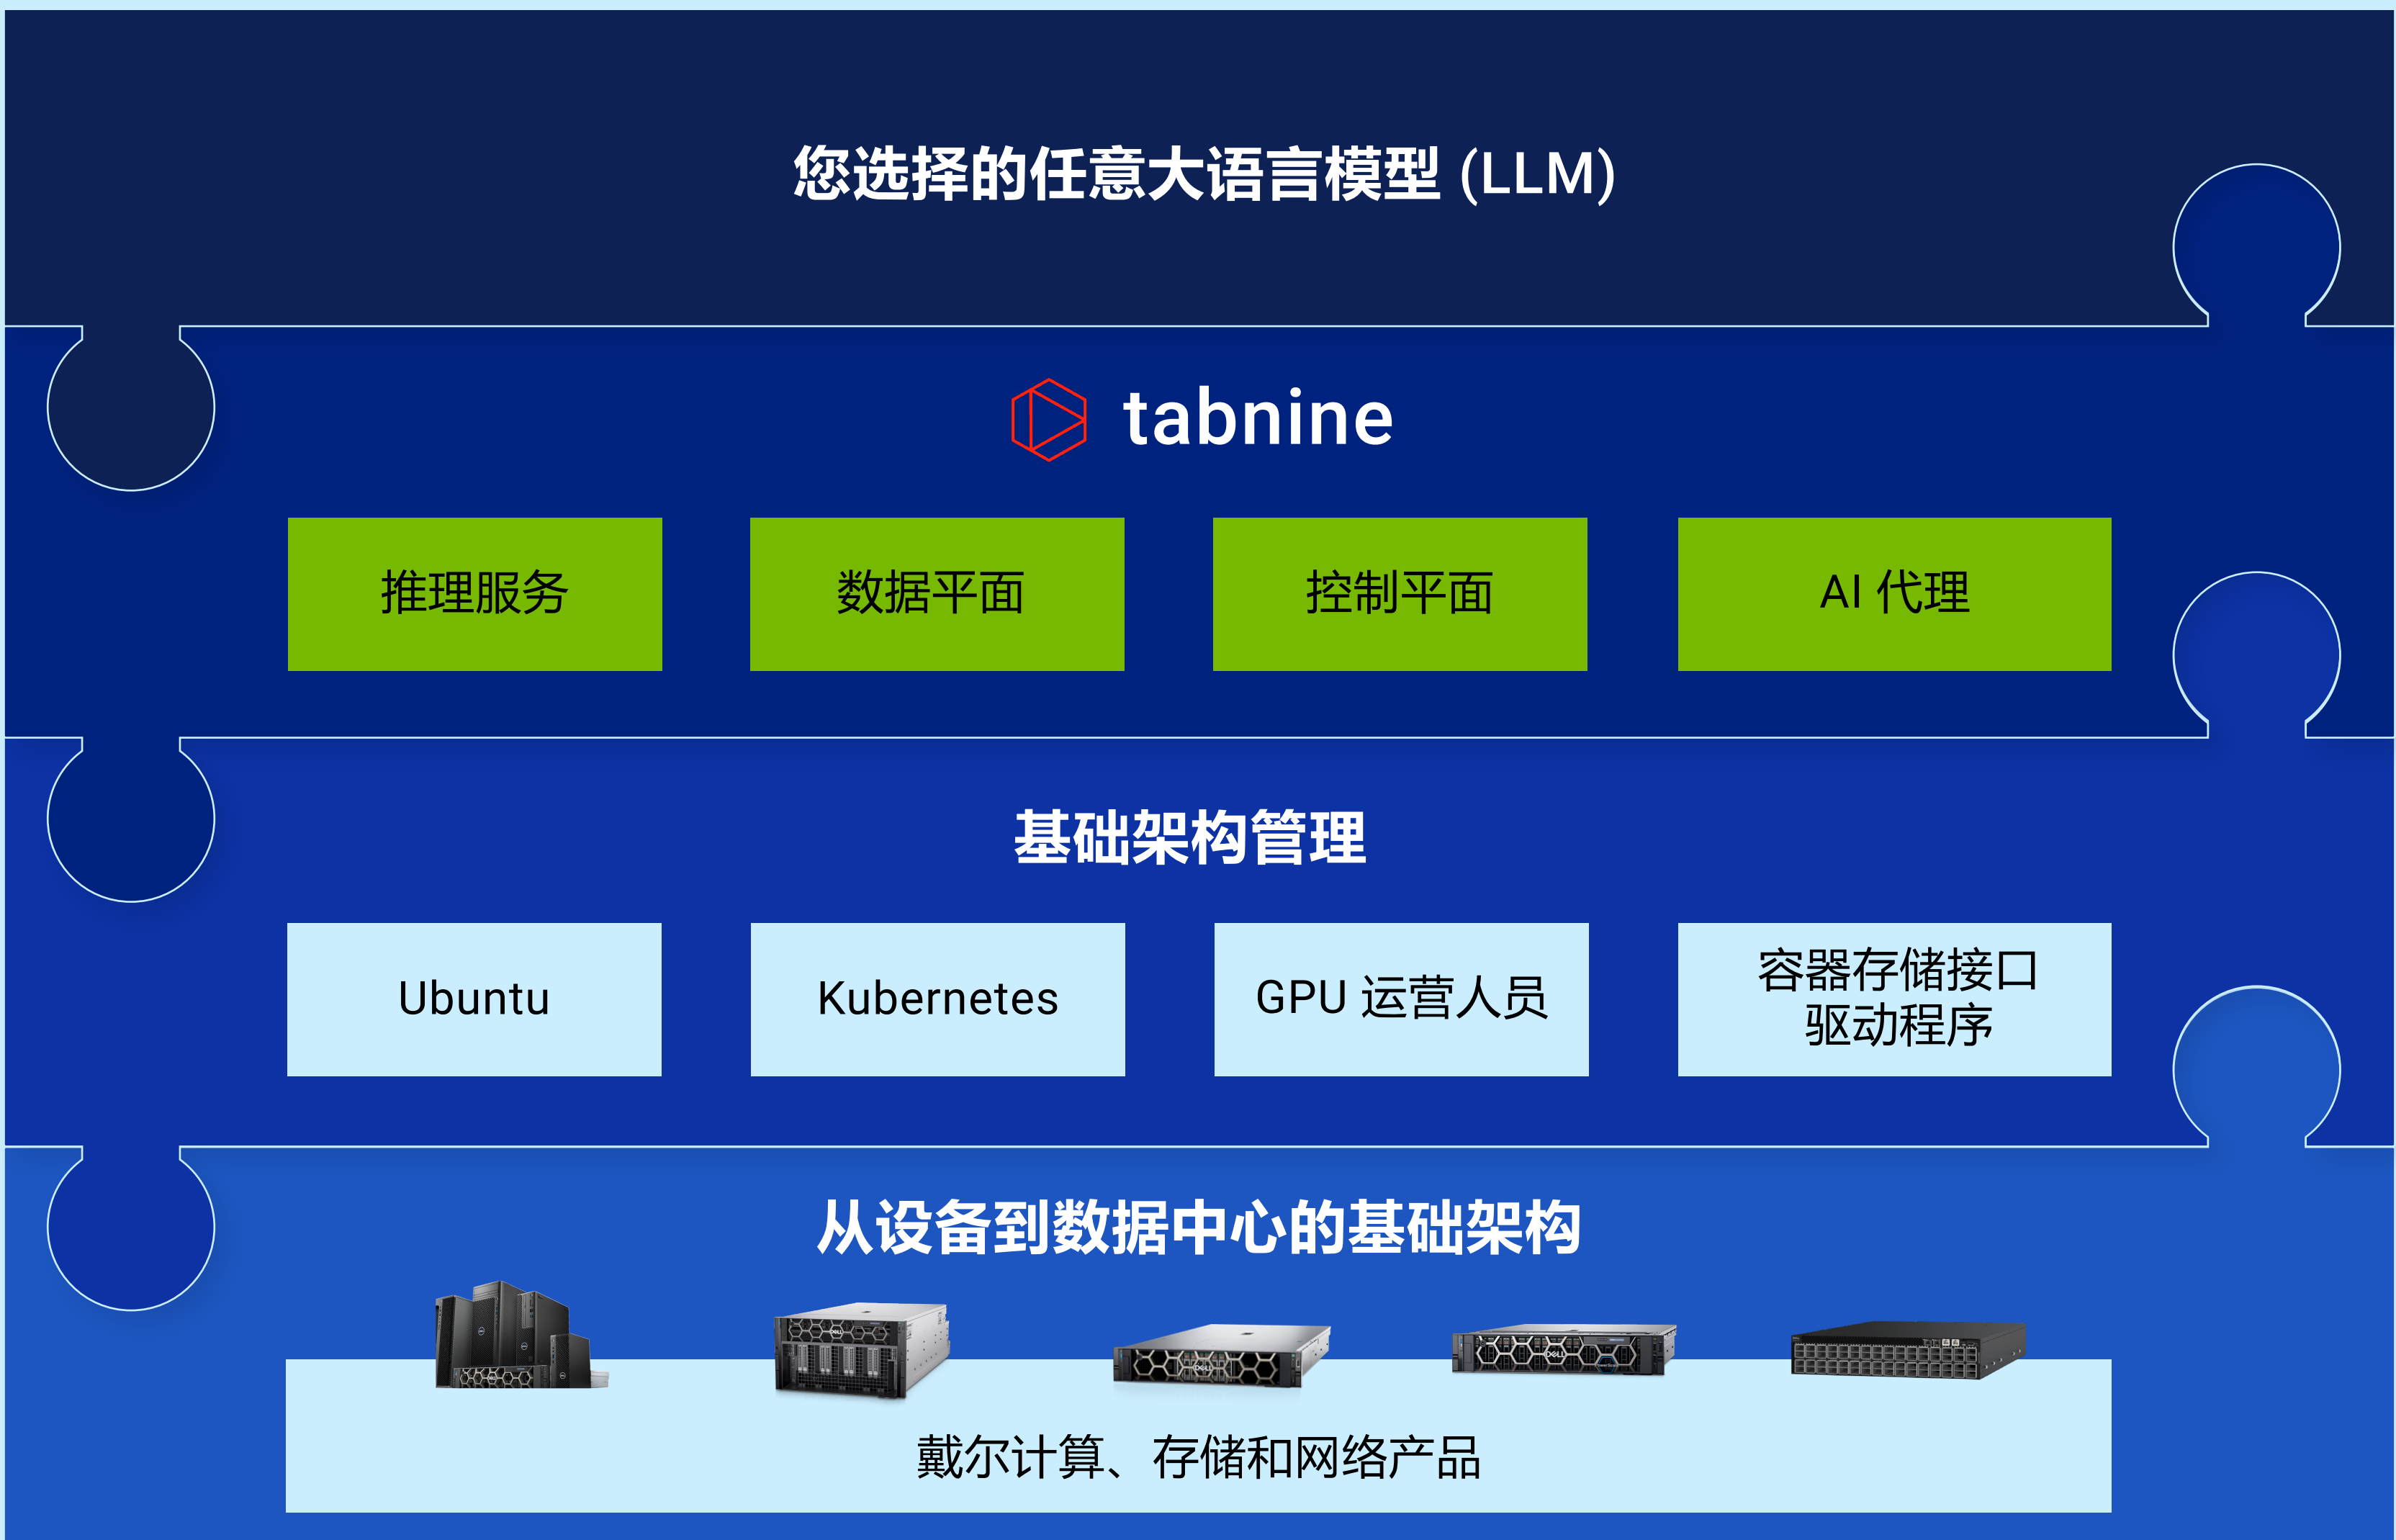 您选择的任意大语言模型 (LLM)
tabnine
推理服务
数据平面
控制平面
AI 代理
基础架构管理
Ubuntu
Kubernetes
GPU 运营人员
容器存储接口
驱动程序
从设备到数据中心的基础架构
DELL
DELL
DELL
戴尔计算、存储和网络产品